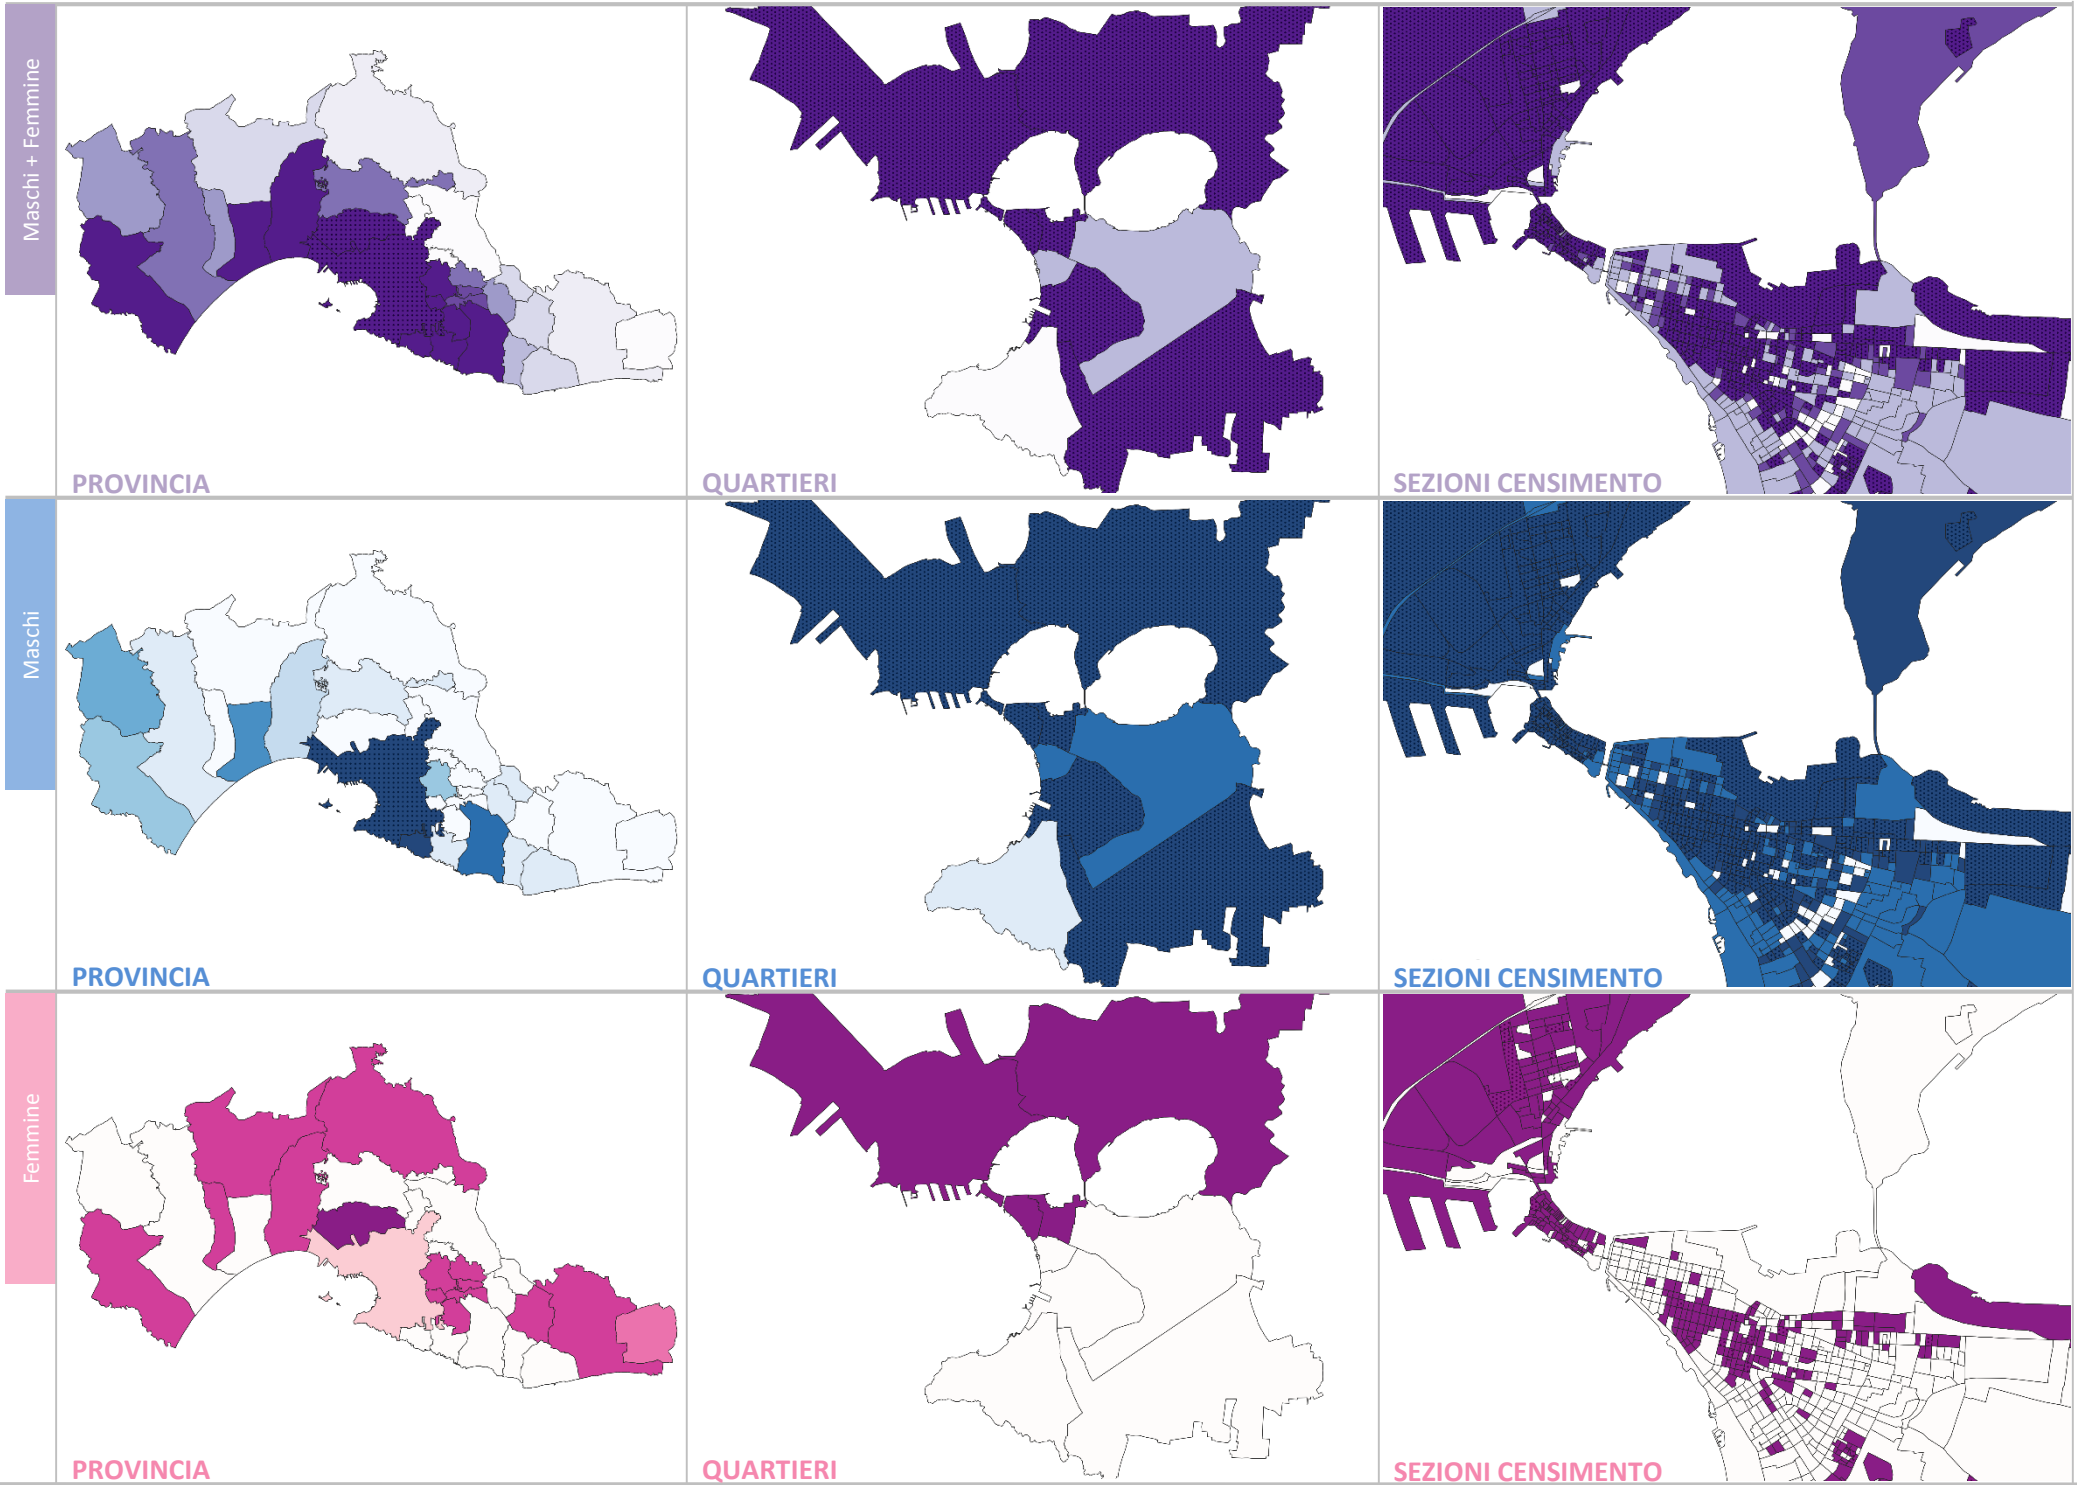 Maschi + Femmine
PROVINCIA
QUARTIERI
SEZIONI CENSIMENTO
Maschi
PROVINCIA
QUARTIERI
SEZIONI CENSIMENTO
Femmine
PROVINCIA
QUARTIERI
SEZIONI CENSIMENTO